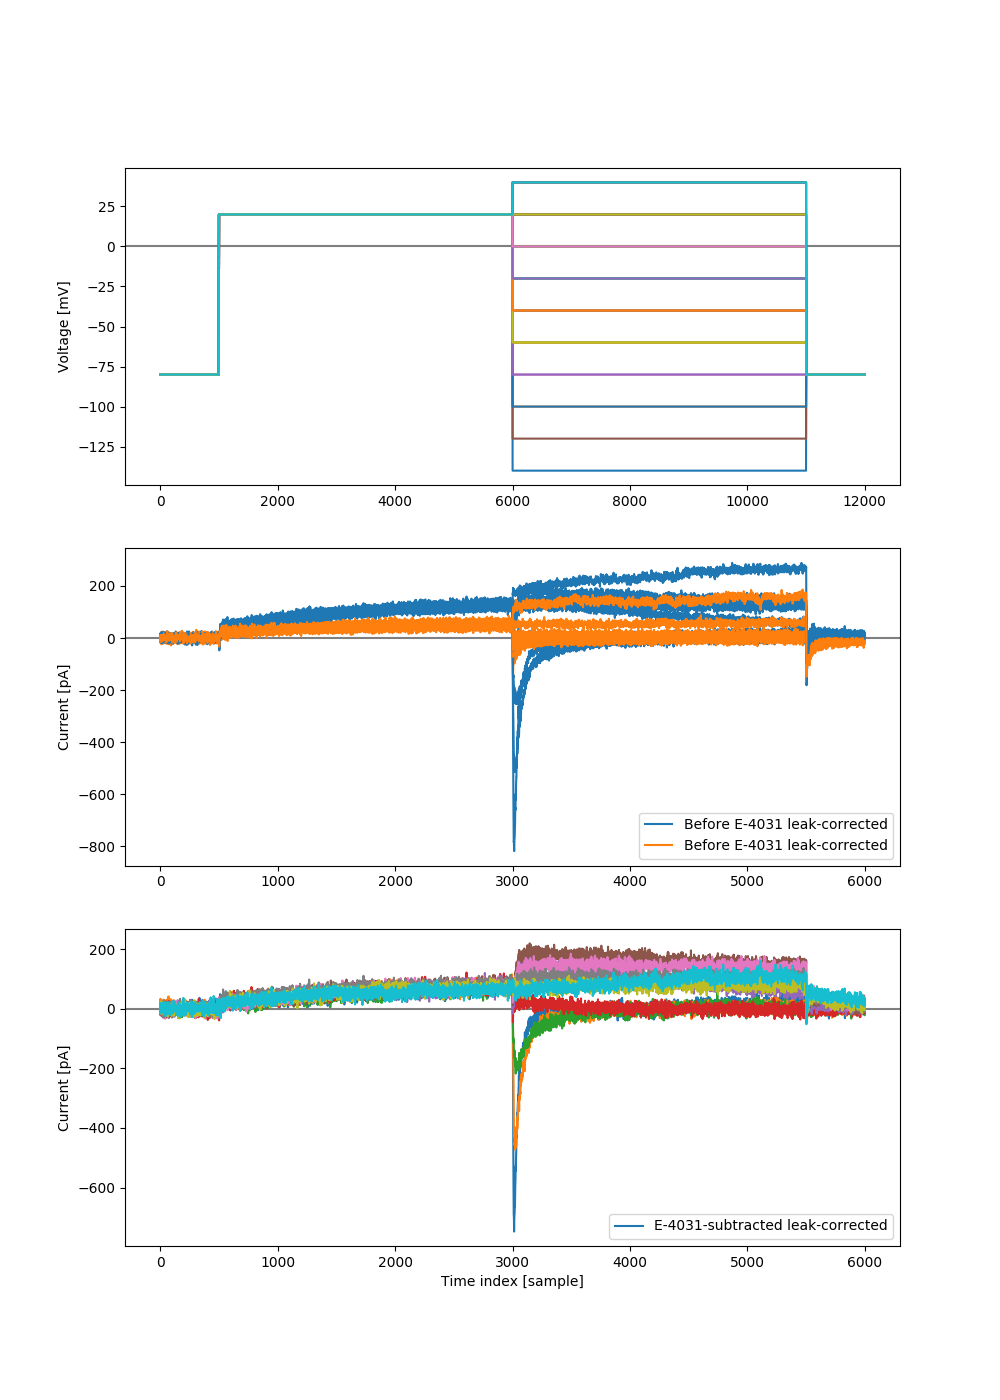 25
0
−25
−50
−75
−100
−125
Voltage [mV]
0 2000 4000 6000 8000 10000 12000
200
0
−200
−400
−600
−800
Current [pA]
Before E-4031 leak-corrected
Before E-4031 leak-corrected
0 1000 2000 3000 4000 5000 6000
200
0
−200
−400
−600
Current [pA]
E-4031-subtracted leak-corrected
0 1000 2000 3000 4000 5000 6000
Time index [sample]